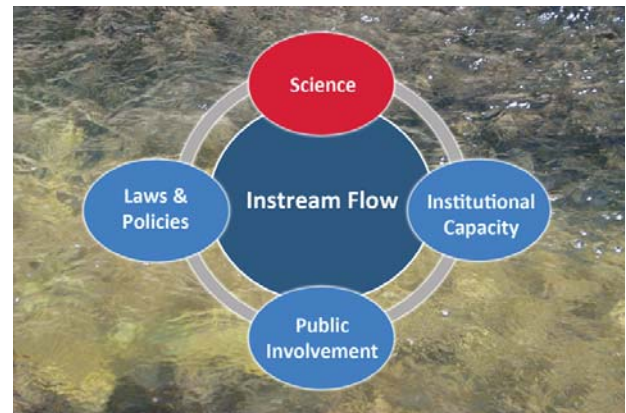 Science
Laws &
Policies
Instream Flow
Institutional
Capacity
Public
Involvement